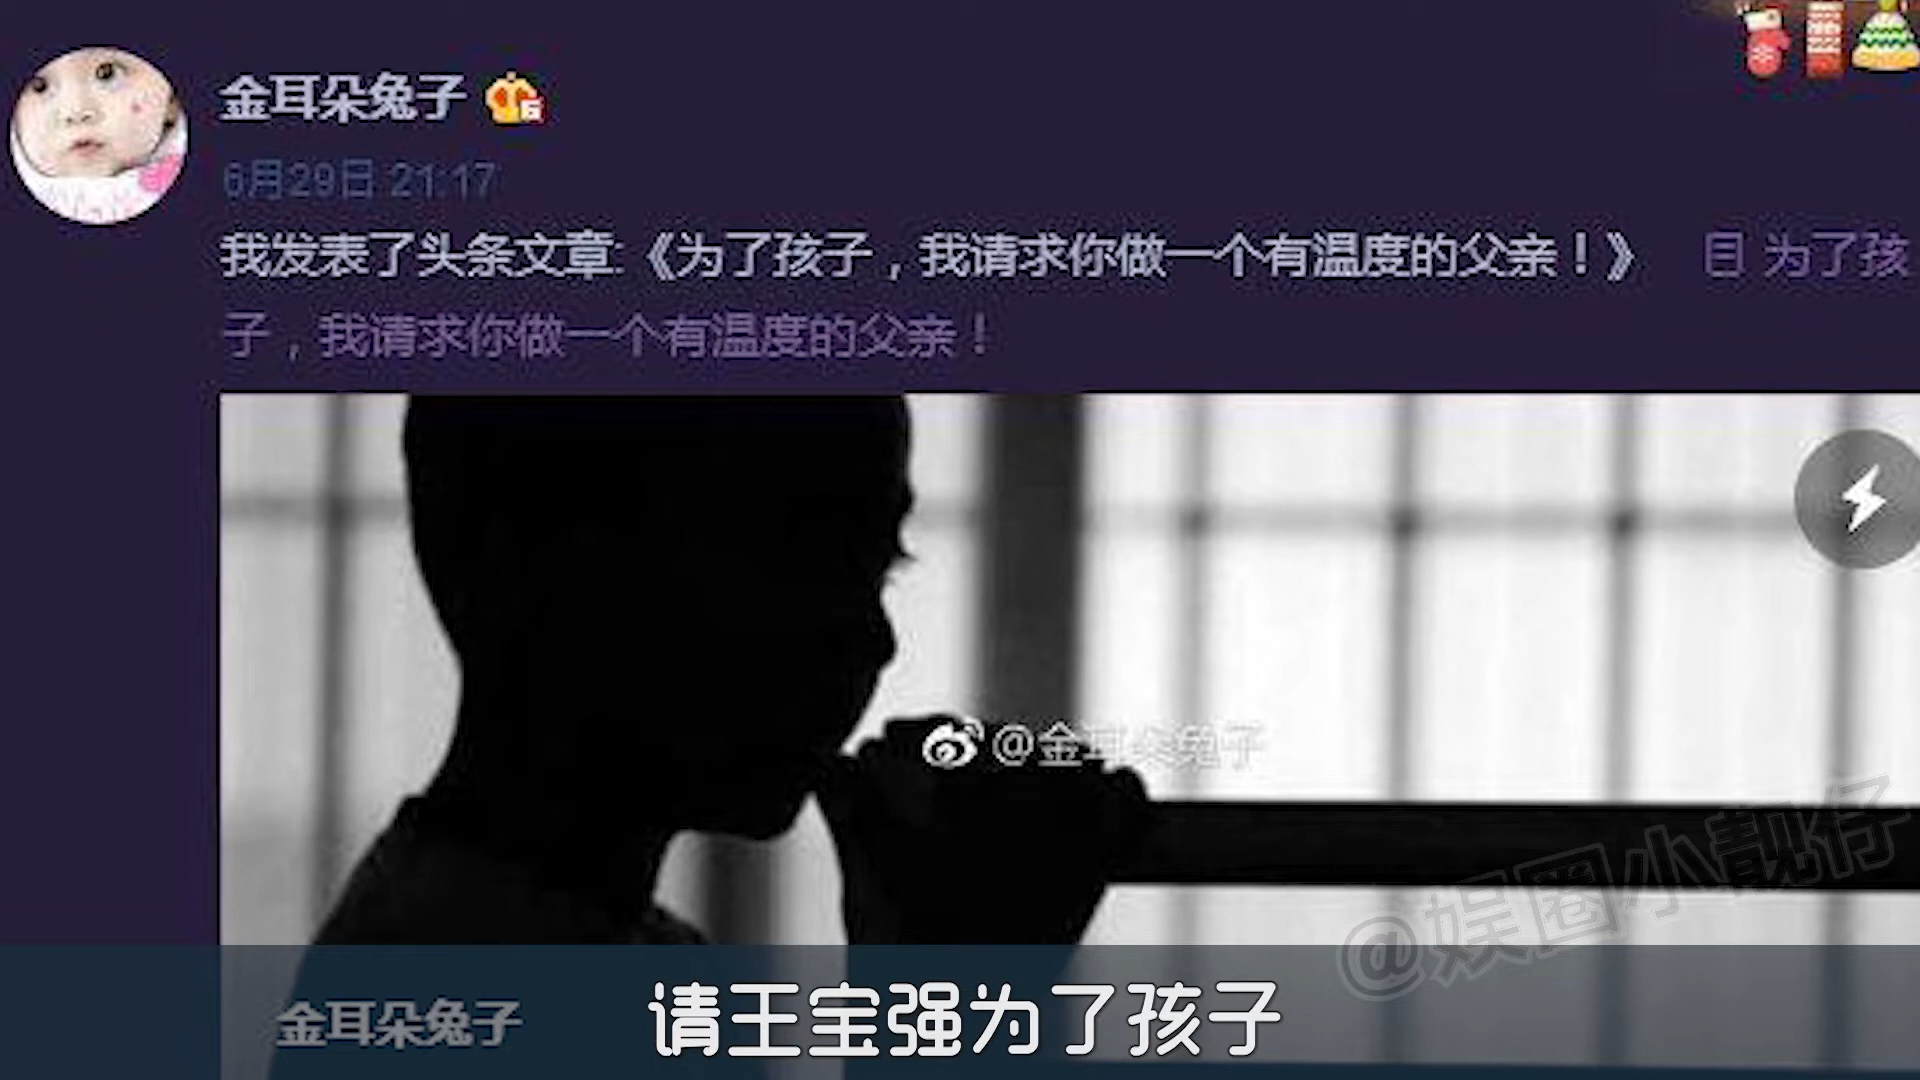 金耳朵兔子
6月29日 21:17
我发表了头条文章:《为了孩子，我请求你做一个有温度的父亲！》 目 为了孩
子，我请求你做一个有温度的父亲！
@金耳朵兔子
@娱圈小靓仔
金耳朵兔子
请王宝强为了孩子